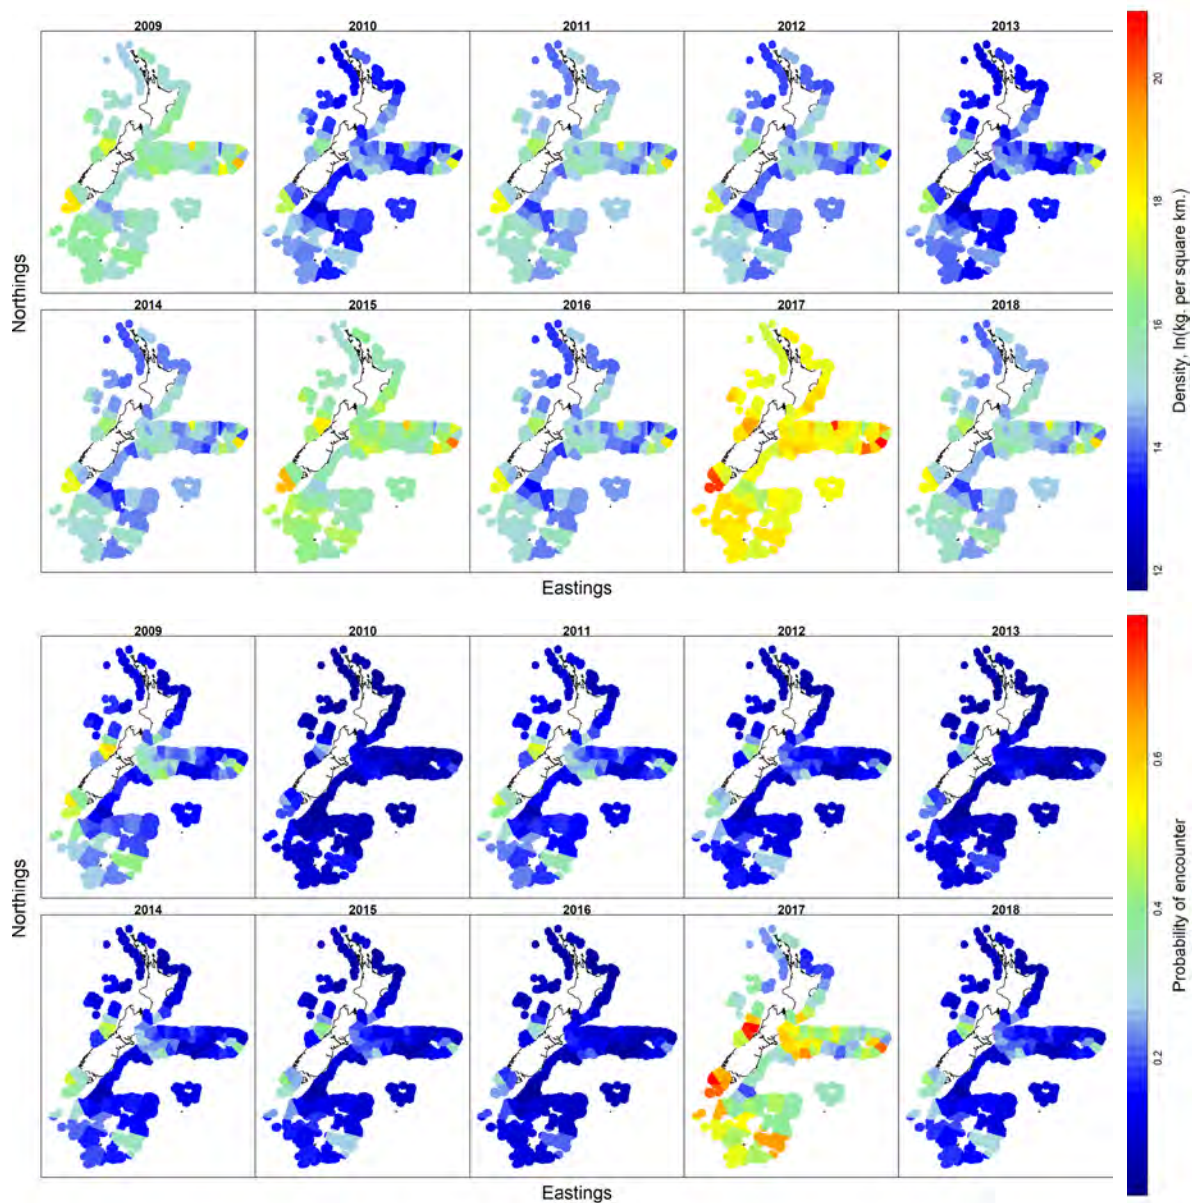 2009 2010 2011 2012 2013
2014 2015 2016 2017 2018
Northings
Eastings
20
18
16
14
12
Density, ln(kg. per square km.)
2009 2010 2011 2012 2013
2014 2015 2016 2017 2018
Northings
Eastings
0.6
0.4
0.2
Probability of encounter